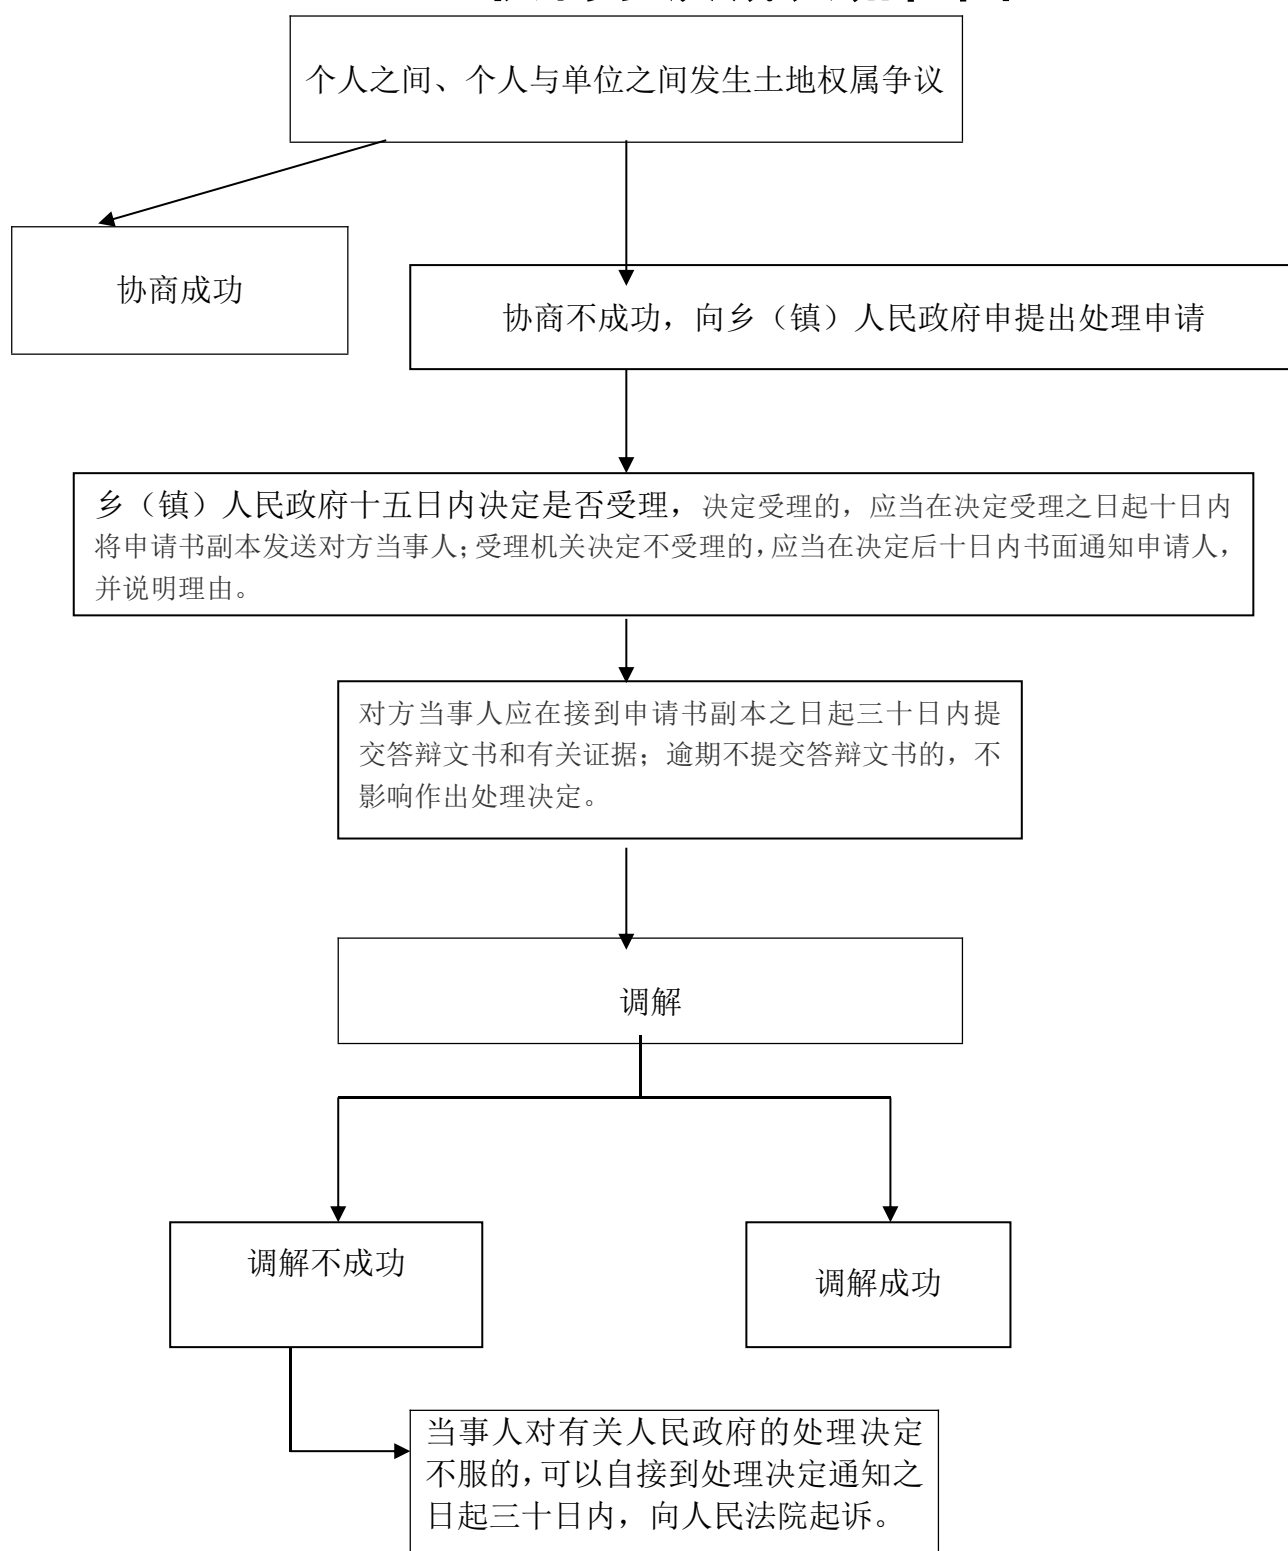 个人之间、个人与单位之间发生土地权属争议
协商成功
协商不成功，向乡（镇）人民政府申提出处理申请
乡（镇）人民政府十五日内决定是否受理，决定受理的，应当在决定受理之日起十日内
将申请书副本发送对方当事人；受理机关决定不受理的，应当在决定后十日内书面通知申请人，
并说明理由。
对方当事人应在接到申请书副本之日起三十日内提
交答辩文书和有关证据；逾期不提交答辩文书的，不
影响作出处理决定。
调解
调解不成功
调解成功
当事人对有关人民政府的处理决定
不服的，可以自接到处理决定通知之
日起三十日内，向人民法院起诉。